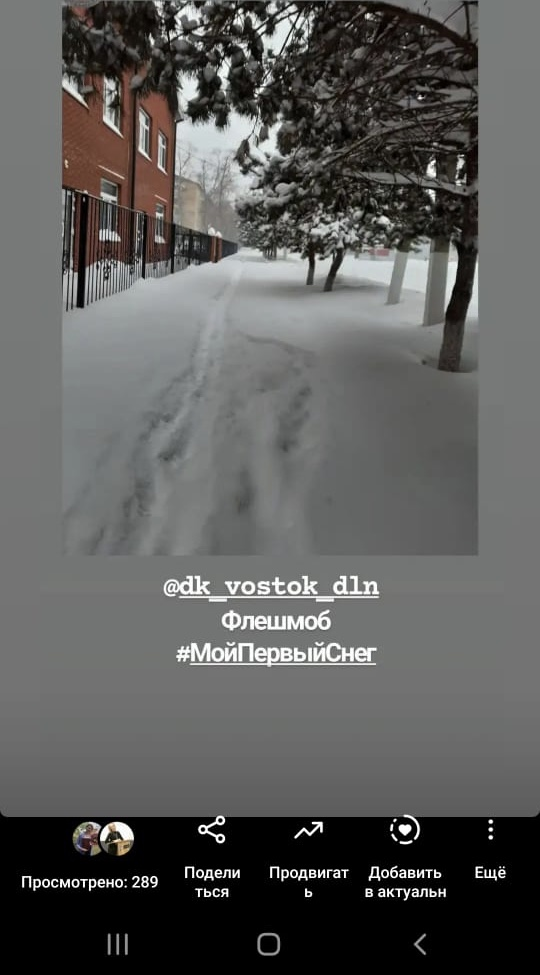 @dk_vostok_dln
Флешмоб
#МойПервыйСнег
Просмотрено: 289
Подели
ться
Продвигат
ь
Добавить
в актуальн
Ещё